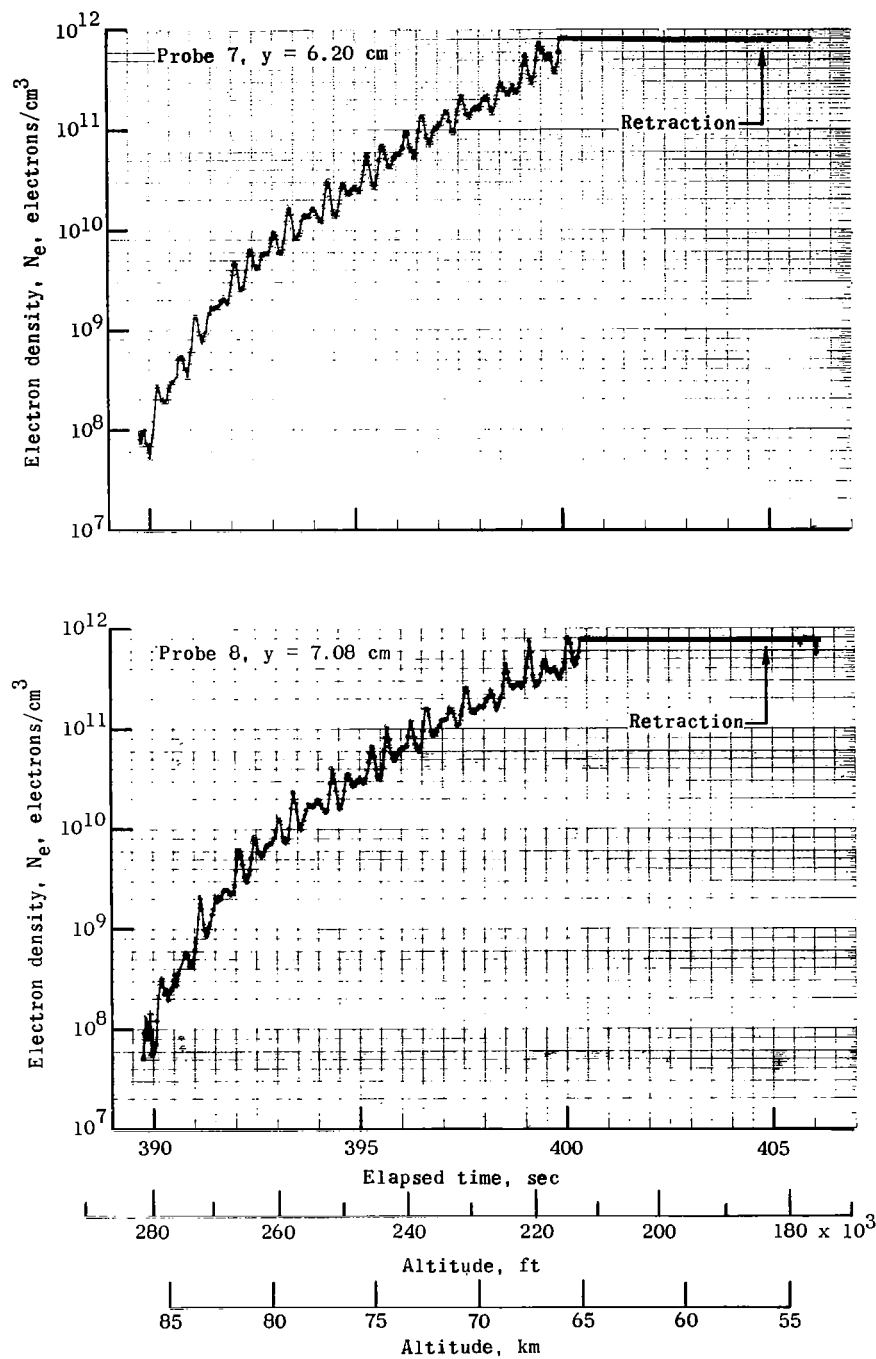 10^12
Probe 7, y = 6.20 cm
Retraction
10^11
10^10
10^9
10^8
10^7
Electron density, N_e, electrons/cm^3
10^12
Probe 8, y = 7.08 cm
Retraction
10^11
10^10
10^9
10^8
10^7
Electron density, N_e, electrons/cm^3
390 395 400 405
Elapsed time, sec
280 260 240 220 200 180 x 10^3
Altitude, ft
85 80 75 70 65 60 55
Altitude, km